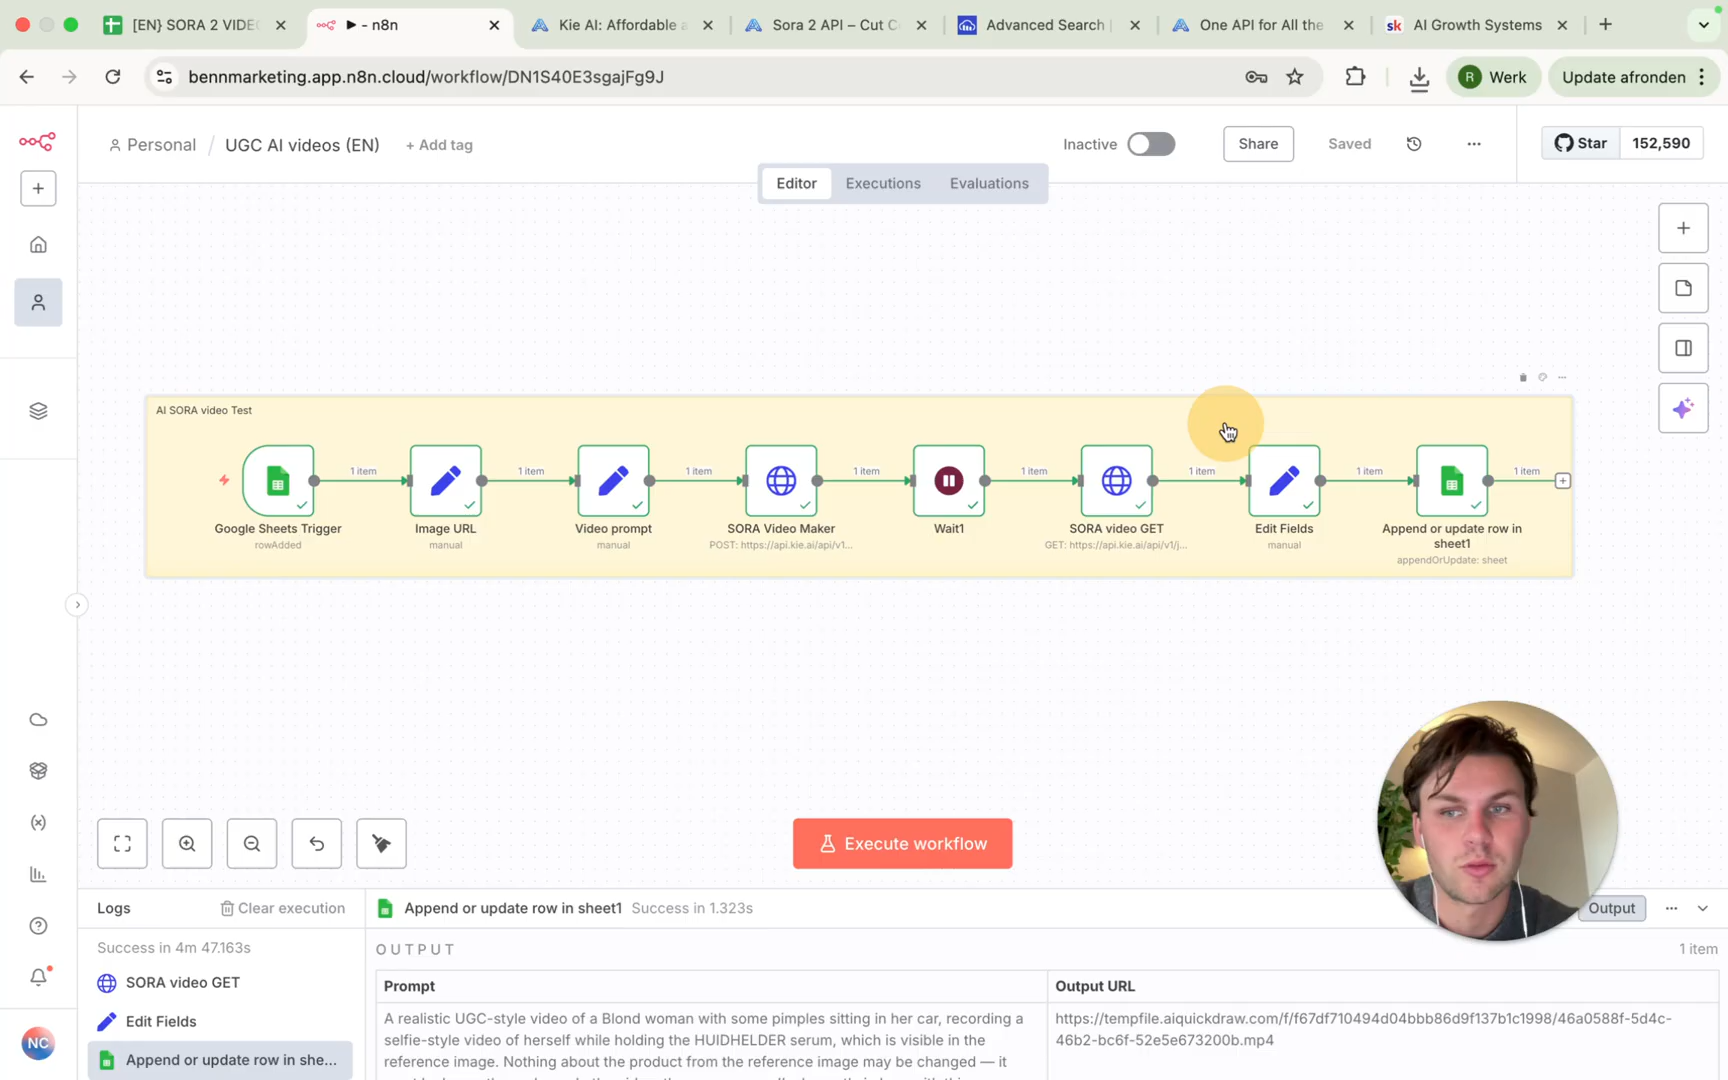 [EN} SORA 2 VIDE
- n8n
Kie AI: Affordable a
Sora 2 API – Cut C
Advanced Search |
One API for All the
sk
AI Growth Systems
bennmarketing.app.n8n.cloud/workflow/DN1S40E3sgajFg9J
R
Werk
Update afronden
Personal / UGC AI videos (EN)
+ Add tag
Inactive
Share
Saved
Star
152,590
Editor
Executions
Evaluations
AI SORA video Test
1 item
1 item
1 item
1 item
1 item
1 item
1 item
1 item
Google Sheets Trigger
rowAdded
Image URL
manual
Video prompt
manual
SORA Video Maker
POST: https://api.kie.ai/api/v1...
Wait1
SORA video GET
GET: https://api.kie.ai/api/v1/j...
Edit Fields
manual
Append or update row in
sheet1
appendOrUpdate: sheet
Execute workflow
Logs
Clear execution
Append or update row in sheet1
Success in 1.323s
Output
Success in 4m 47.163s
OUTPUT
1 item
SORA video GET
Edit Fields
Append or update row in she...
Prompt
Output URL
A realistic UGC-style video of a Blond woman with some pimples sitting in her car, recording a
selfie-style video of herself while holding the HUIDHELDER serum, which is visible in the
reference image. Nothing about the product from the reference image may be changed — it
https://tempfile.aiquickdraw.com/f/f67df710494d04bbb86d9f137b1c1998/46a0588f-5d4c-
46b2-bc6f-52e5e673200b.mp4
NC